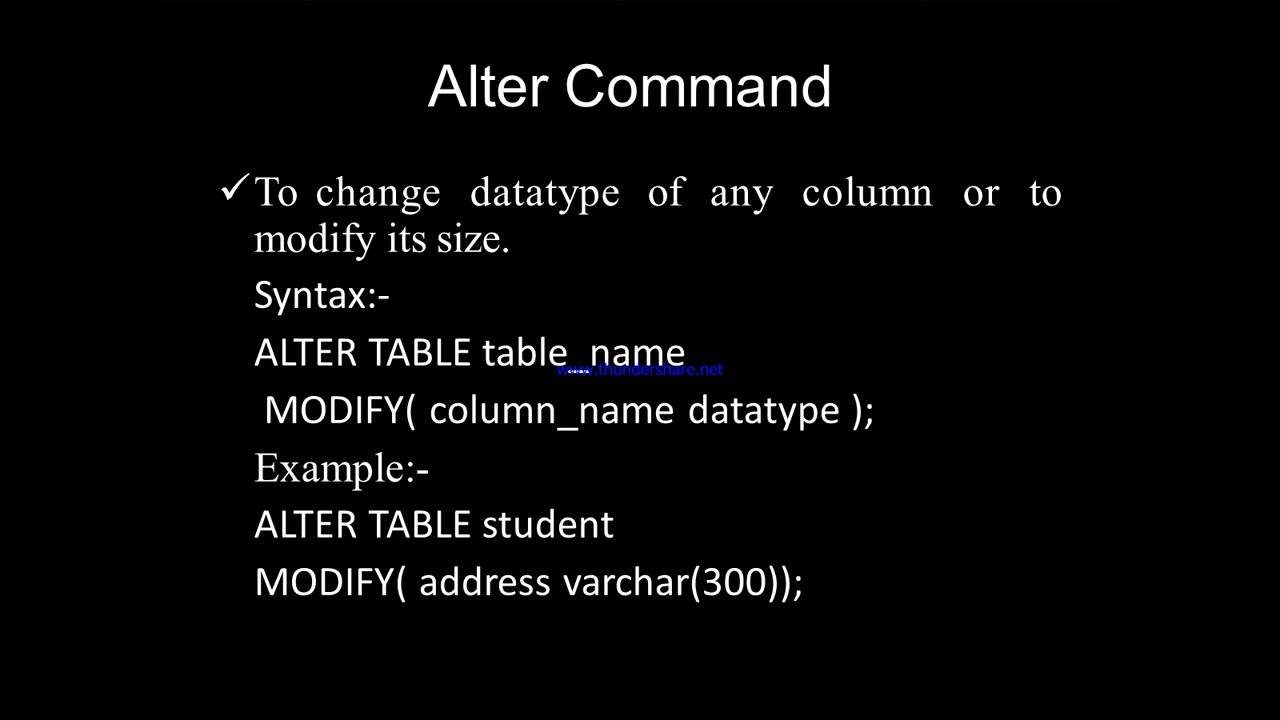 Alter Command
✓ To change datatype of any column or to
modify its size.
Syntax:-
ALTER TABLE table_name
www.thundershare.net
MODIFY( column_name datatype );
Example:-
ALTER TABLE student
MODIFY( address varchar(300));